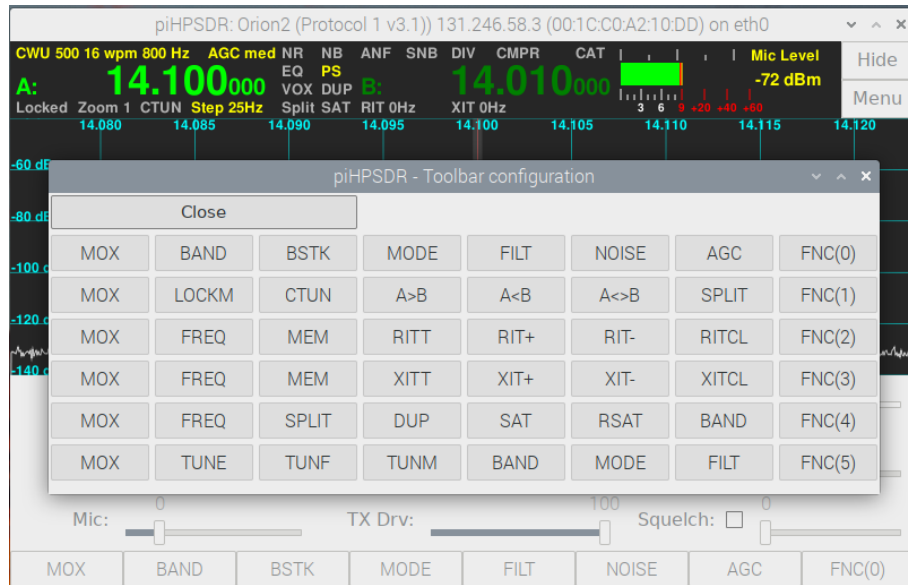 piHPSDR: Orion2 (Protocol 1 v3.1)) 131.246.58.3 (00:1C:C0:A2:10:DD) on eth0
CWU 500 16 wpm 800 Hz AGC med NR NB ANF SNB DIV CMPR CAT Mic Level Hide
A: 14.100000 EQ PS VOX DUP B: 14.010000 -72 dBm
Locked Zoom 1 CTUN Step 25Hz Split SAT RIT 0Hz XIT 0Hz 3 6 9 +20 +40 +60 Menu
14.080 14.085 14.090 14.095 14.100 14.105 14.110 14.115 14.120
-60 dB
piHPSDR - Toolbar configuration
Close
-80 dB
MOX BAND BSTK MODE FILT NOISE AGC FNC(0)
-100 d
MOX LOCKM CTUN A>B A<B A<>B SPLIT FNC(1)
-120 d
MOX FREQ MEM RITT RIT+ RIT- RITCL FNC(2)
-140 d
MOX FREQ MEM XITT XIT+ XIT- XITCL FNC(3)
MOX FREQ SPLIT DUP SAT RSAT BAND FNC(4)
MOX TUNE TUNF TUNM BAND MODE FILT FNC(5)
0 100 0
Mic: TX Drv: Squelch:
MOX BAND BSTK MODE FILT NOISE AGC FNC(0)